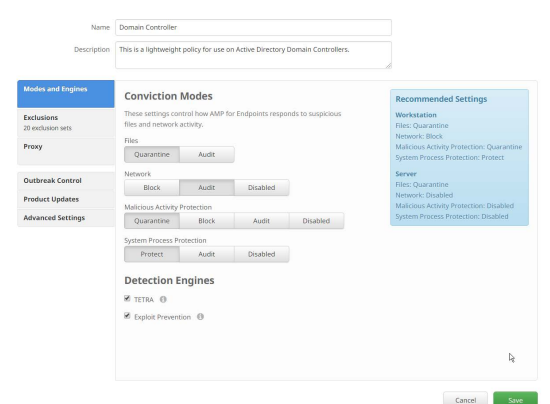 Name Domain Controller
Description This is a lightweight policy for use on Active Directory Domain Controllers.
Modes and Engines
Exclusions
20 exclusion sets
Proxy
Outbreak Control
Product Updates
Advanced Settings
Conviction Modes
These settings control how AMP for Endpoints responds to suspicious
files and network activity.
Files
Quarantine Audit
Network
Block Audit Disabled
Malicious Activity Protection
Quarantine Block Audit Disabled
System Process Protection
Protect Audit Disabled
Detection Engines
TETRA
Exploit Prevention
Recommended Settings
Workstation
Files: Quarantine
Network: Block
Malicious Activity Protection: Quarantine
System Process Protection: Protect
Server
Files: Quarantine
Network: Disabled
Malicious Activity Protection: Disabled
System Process Protection: Disabled
Cancel Save